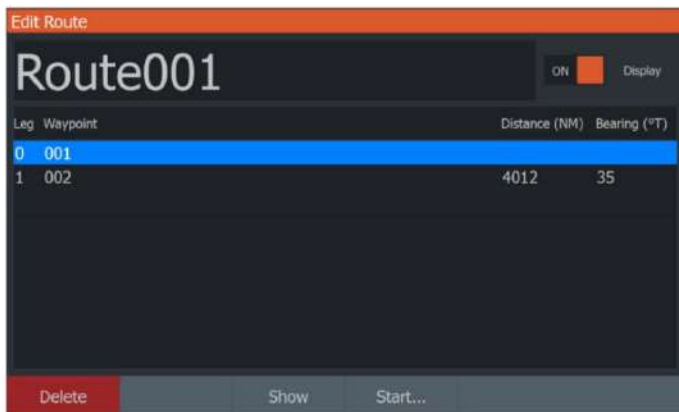 Edit Route
Route001 ON Display
Leg Waypoint Distance (NM) Bearing (°T)
0 001
1 002 4012 35
Delete Show Start...